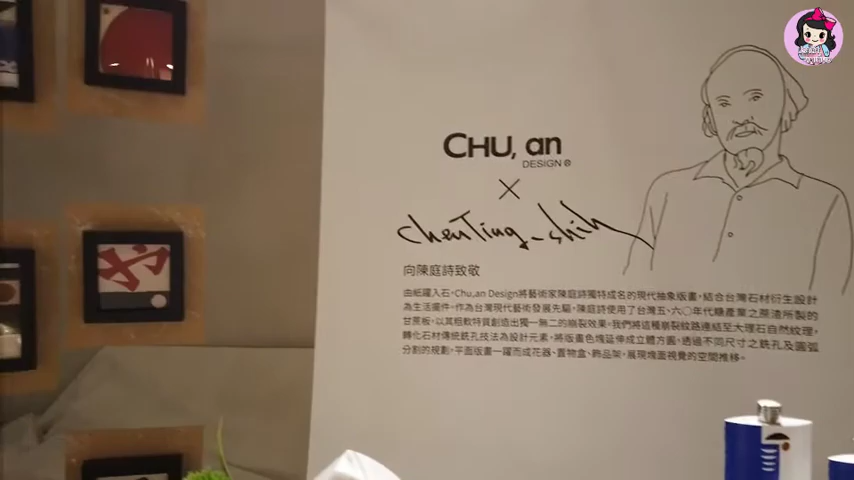 CHU, an
DESIGN ®
×
chenTing-shih
向陳庭詩致敬
由紙躍入石，Chu,an Design將藝術家陳庭詩獨特成名的現代抽象版畫，結合台灣石材衍生設計
為生活擺件。作為台灣現代藝術發展先驅，陳庭詩使用了台灣五、六〇年代糖產業之蔗渣所製的
甘蔗板，以其粗軟特質創造出獨一無二的崩裂效果。我們將這種崩裂紋路連結至大理石自然紋理，
轉化石材傳統銑孔技法為設計元素，將版畫色塊延伸成立體方圓，透過不同尺寸之銑孔及圓弧
分割的規劃，平面版畫一躍而成花器、置物盒、飾品架，展現塊面視覺的空間推移。